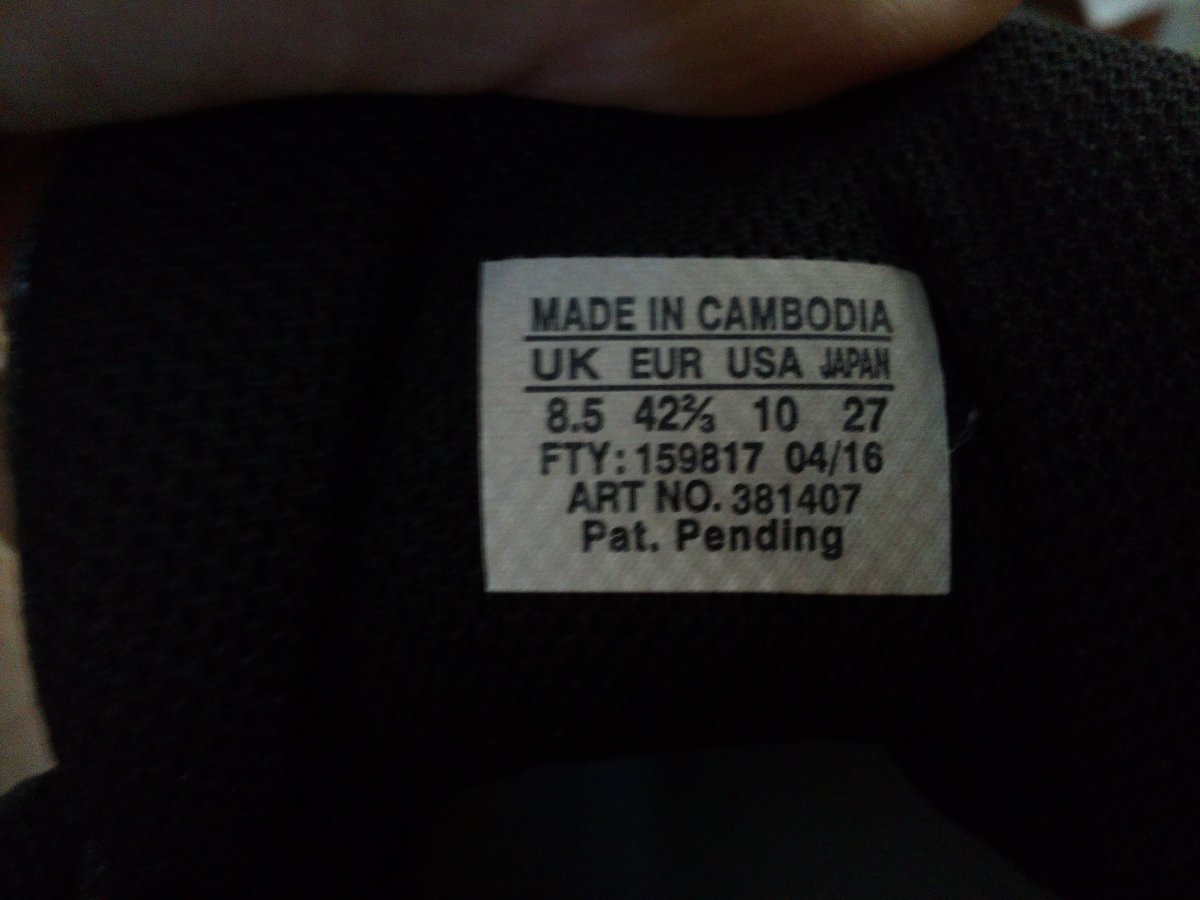 MADE IN CAMBODIA
UK EUR USA JAPAN
8.5 42⅔ 10 27
FTY: 159817 04/16
ART NO. 381407
Pat. Pending